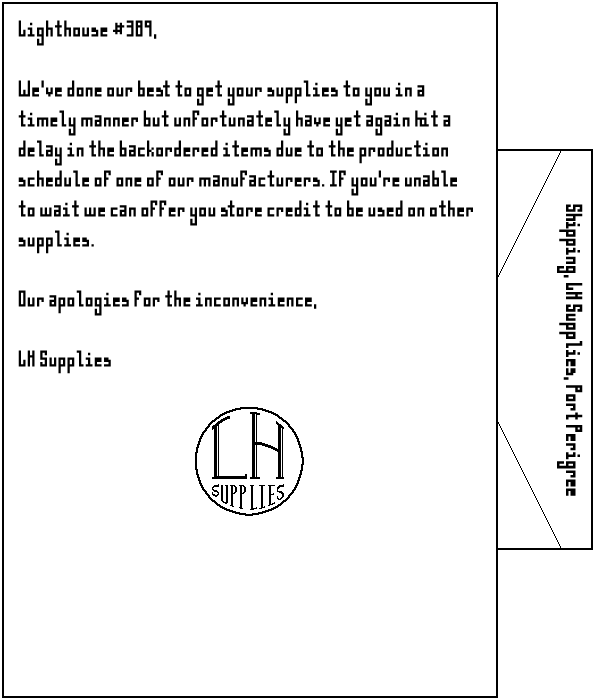 Lighthouse #389,
We've done our best to get your supplies to you in a
timely manner but unfortunately have yet again hit a
delay in the backordered items due to the production
schedule of one of our manufacturers. If you're unable
to wait we can offer you store credit to be used on other
supplies.
Our apologies for the inconvenience,
LH Supplies
LH
SUPPLIES
Shipping, LH Supplies, Port Perigree